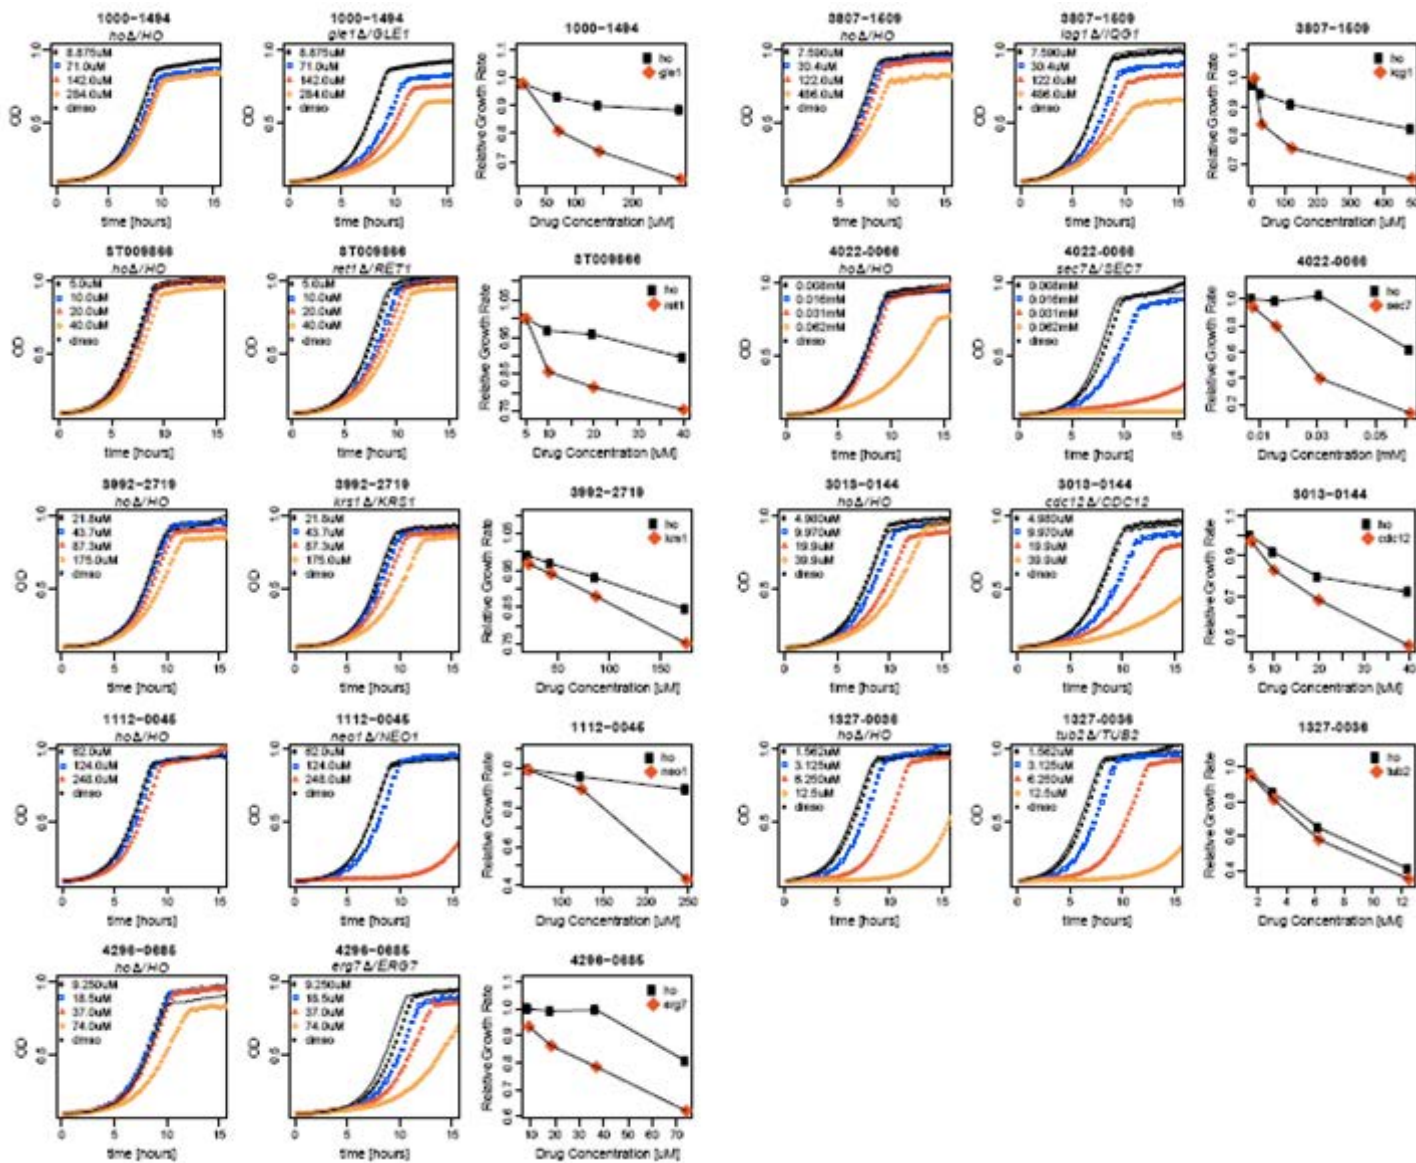 1000-1494
hoΔ/HO
8.875uM
71.0uM
142.0uM
284.0uM
dmso
OD
time [hours]
1000-1494
gle1Δ/GLE1
8.875uM
71.0uM
142.0uM
284.0uM
dmso
time [hours]
1000-1494
ho
gle1
Relative Growth Rate
Drug Concentration [uM]
3807-1509
hoΔ/HO
7.590uM
30.4uM
122.0uM
486.0uM
dmso
OD
time [hours]
3807-1509
iqg1Δ/IQG1
7.590uM
30.4uM
122.0uM
486.0uM
dmso
time [hours]
3807-1509
ho
iqg1
Relative Growth Rate
Drug Concentration [uM]
ST009866
hoΔ/HO
5.0uM
10.0uM
20.0uM
40.0uM
dmso
OD
time [hours]
ST009866
ret1Δ/RET1
5.0uM
10.0uM
20.0uM
40.0uM
dmso
time [hours]
ST009866
ho
ret1
Relative Growth Rate
Drug Concentration [uM]
4022-0066
hoΔ/HO
0.008mM
0.016mM
0.031mM
0.062mM
dmso
OD
time [hours]
4022-0066
sec7Δ/SEC7
0.008mM
0.016mM
0.031mM
0.062mM
dmso
time [hours]
4022-0066
ho
sec7
Relative Growth Rate
Drug Concentration [mM]
3992-2719
hoΔ/HO
21.8uM
43.7uM
87.3uM
175.0uM
dmso
OD
time [hours]
3992-2719
krs1Δ/KRS1
21.8uM
43.7uM
87.3uM
175.0uM
dmso
time [hours]
3992-2719
ho
krs1
Relative Growth Rate
Drug Concentration [uM]
3013-0144
hoΔ/HO
4.980uM
9.970uM
19.9uM
39.9uM
dmso
OD
time [hours]
3013-0144
cdc12Δ/CDC12
4.980uM
9.970uM
19.9uM
39.9uM
dmso
time [hours]
3013-0144
ho
cdc12
Relative Growth Rate
Drug Concentration [uM]
1112-0045
hoΔ/HO
62.0uM
124.0uM
248.0uM
dmso
OD
time [hours]
1112-0045
neo1Δ/NEO1
62.0uM
124.0uM
248.0uM
dmso
time [hours]
1112-0045
ho
neo1
Relative Growth Rate
Drug Concentration [uM]
1327-0036
hoΔ/HO
1.562uM
3.125uM
6.250uM
12.5uM
dmso
OD
time [hours]
1327-0036
tub2Δ/TUB2
1.562uM
3.125uM
6.250uM
12.5uM
dmso
time [hours]
1327-0036
ho
tub2
Relative Growth Rate
Drug Concentration [uM]
4296-0685
hoΔ/HO
9.250uM
18.5uM
37.0uM
74.0uM
dmso
OD
time [hours]
4296-0685
erg7Δ/ERG7
9.250uM
18.5uM
37.0uM
74.0uM
dmso
time [hours]
4296-0685
ho
erg7
Relative Growth Rate
Drug Concentration [uM]